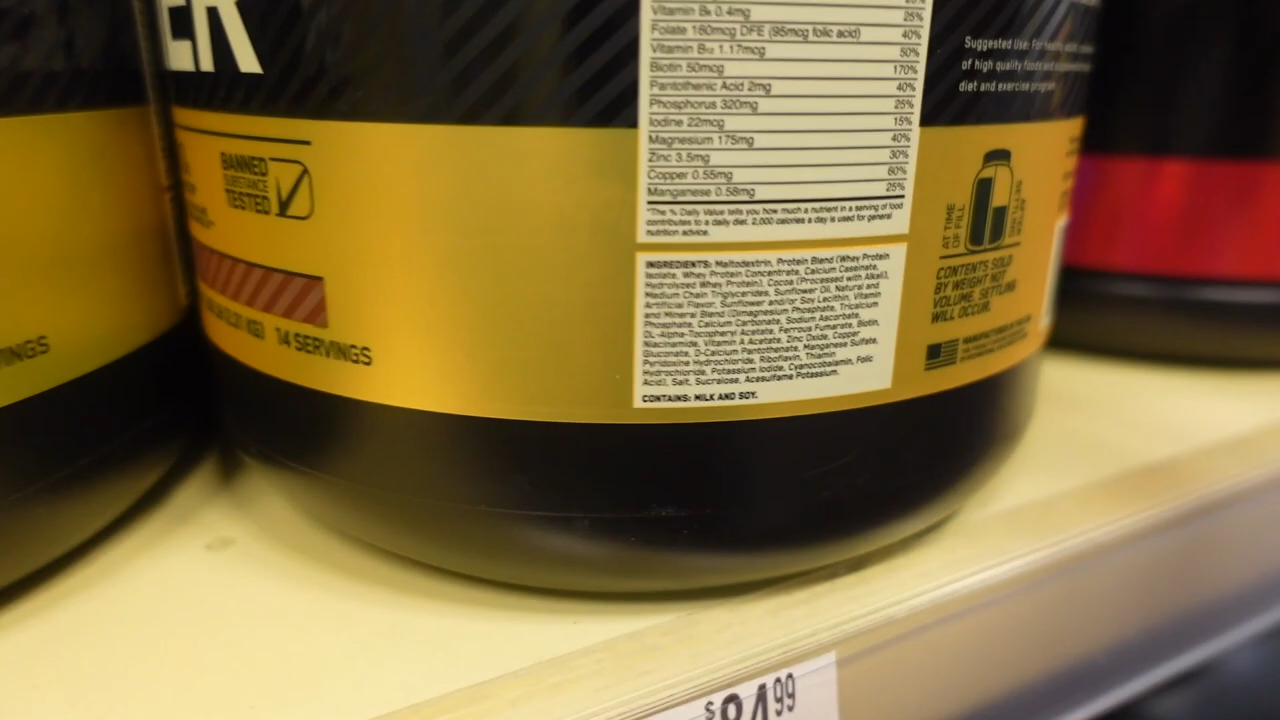 ER
BANNED
SUBSTANCE
TESTED
14 SERVINGS
Vitamin B₆ 0.4mg 25%
Folate 160mcg DFE (95mcg folic acid) 40%
Vitamin B₁₂ 1.17mcg 50%
Biotin 50mcg 170%
Pantothenic Acid 2mg 40%
Phosphorus 320mg 25%
Iodine 22mcg 15%
Magnesium 175mg 40%
Zinc 3.5mg 30%
Copper 0.55mg 60%
Manganese 0.58mg 25%
*The % Daily Value tells you how much a nutrient in a serving of food
contributes to a daily diet. 2,000 calories a day is used for general
nutrition advice.
INGREDIENTS: Maltodextrin, Protein Blend (Whey Protein
Isolate, Whey Protein Concentrate, Calcium Caseinate,
Hydrolyzed Whey Protein), Cocoa (Processed with Alkali),
Medium Chain Triglycerides, Sunflower Oil, Natural and
Artificial Flavor, Sunflower and/or Soy Lecithin, Vitamin
and Mineral Blend (Dimagnesium Phosphate, Tricalcium
Phosphate, Calcium Carbonate, Sodium Ascorbate,
DL-Alpha-Tocopheryl Acetate, Ferrous Fumarate, Biotin,
Niacinamide, Vitamin A Acetate, Zinc Oxide, Copper
Gluconate, D-Calcium Pantothenate, Manganese Sulfate,
Pyridoxine Hydrochloride, Riboflavin, Thiamin
Hydrochloride, Potassium Iodide, Cyanocobalamin, Folic
Acid), Salt, Sucralose, Acesulfame Potassium.
CONTAINS: MILK AND SOY.
Suggested Use: For
of high quality foods
diet and exercise program
AT TIME
OF FILL
AFTER
SETTLING
CONTENTS SOLD
BY WEIGHT NOT
VOLUME. SETTLING
WILL OCCUR.
$84.99